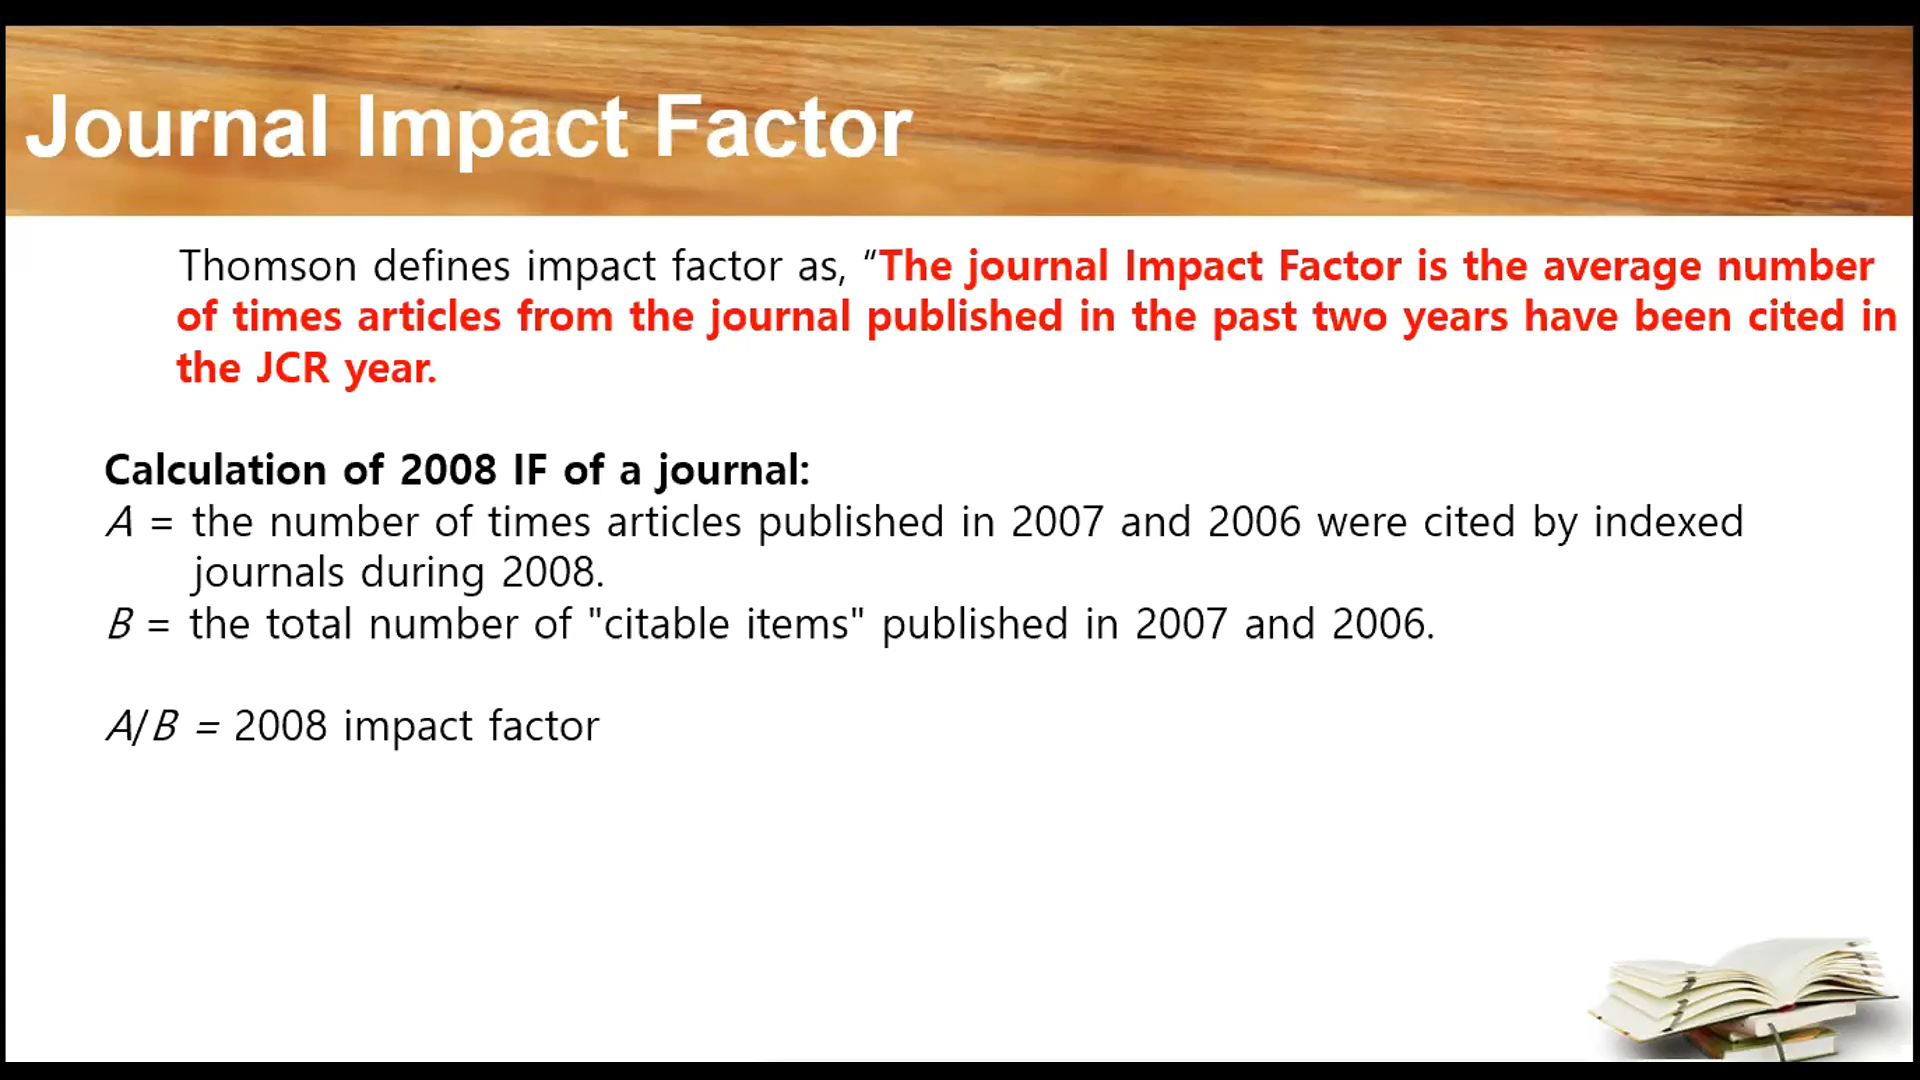 Journal Impact Factor
Thomson defines impact factor as, “The journal Impact Factor is the average number
of times articles from the journal published in the past two years have been cited in
the JCR year.
Calculation of 2008 IF of a journal:
A = the number of times articles published in 2007 and 2006 were cited by indexed
journals during 2008.
B = the total number of "citable items" published in 2007 and 2006.
A/B = 2008 impact factor